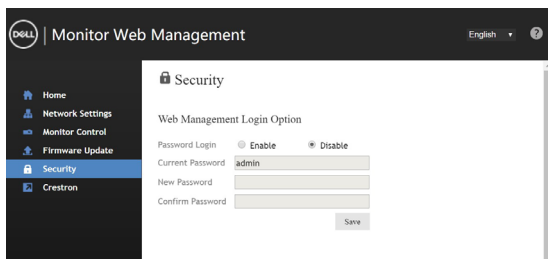 DELL | Monitor Web Management
English
?
Home
Network Settings
Monitor Control
Firmware Update
Security
Crestron
Security
Web Management Login Option
Password Login Enable Disable
Current Password admin
New Password
Confirm Password
Save